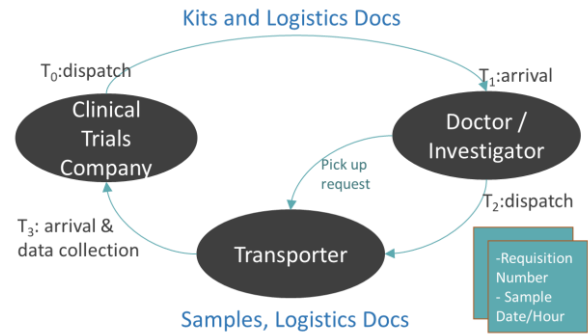 Kits and Logistics Docs
T₀:dispatch
T₁:arrival
Clinical
Trials
Company
Doctor /
Investigator
Pick up
request
T₂:dispatch
T₃: arrival &
data collection
Transporter
-Requisition
Number
- Sample
Date/Hour
Samples, Logistics Docs